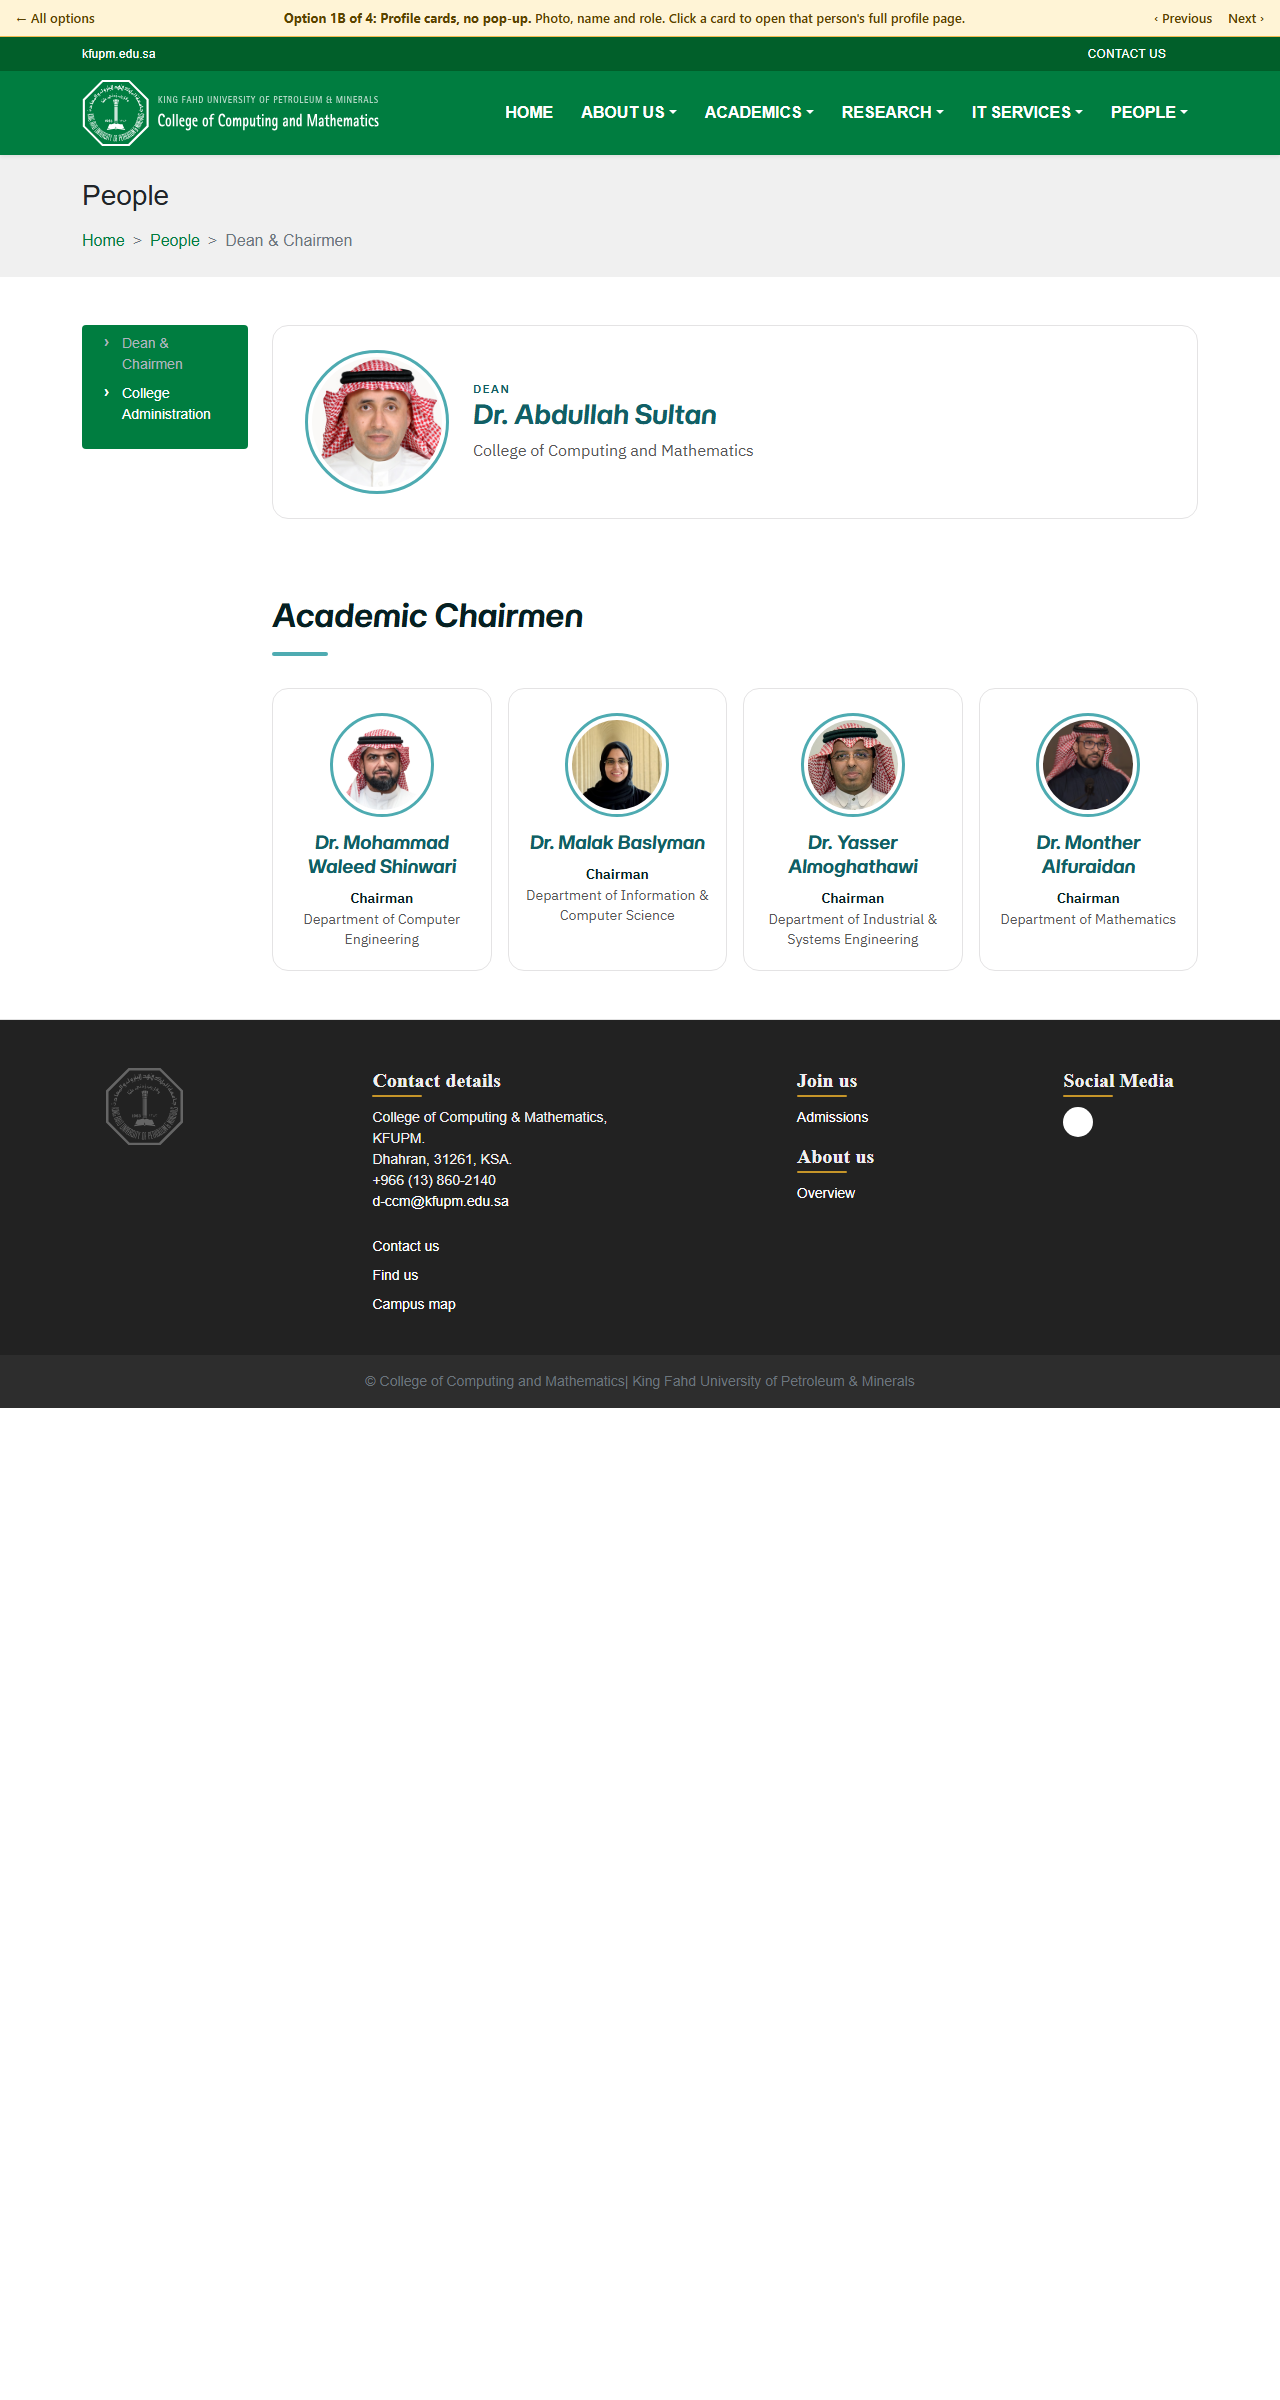 ← All options
Option 1B of 4: Profile cards, no pop-up. Photo, name and role. Click a card to open that person's full profile page.
‹ Previous
Next ›
kfupm.edu.sa
CONTACT US
KING FAHD UNIVERSITY OF PETROLEUM & MINERALS
College of Computing and Mathematics
HOME
ABOUT US
ACADEMICS
RESEARCH
IT SERVICES
PEOPLE
People
Home > People > Dean & Chairmen
› Dean &
Chairmen
› College
Administration
DEAN
Dr. Abdullah Sultan
College of Computing and Mathematics
Academic Chairmen
Dr. Mohammad
Waleed Shinwari
Chairman
Department of Computer
Engineering
Dr. Malak Baslyman
Chairman
Department of Information &
Computer Science
Dr. Yasser
Almoghathawi
Chairman
Department of Industrial &
Systems Engineering
Dr. Monther
Alfuraidan
Chairman
Department of Mathematics
Contact details
College of Computing & Mathematics,
KFUPM.
Dhahran, 31261, KSA.
+966 (13) 860-2140
d-ccm@kfupm.edu.sa
Contact us
Find us
Campus map
Join us
Admissions
About us
Overview
Social Media
© College of Computing and Mathematics| King Fahd University of Petroleum & Minerals